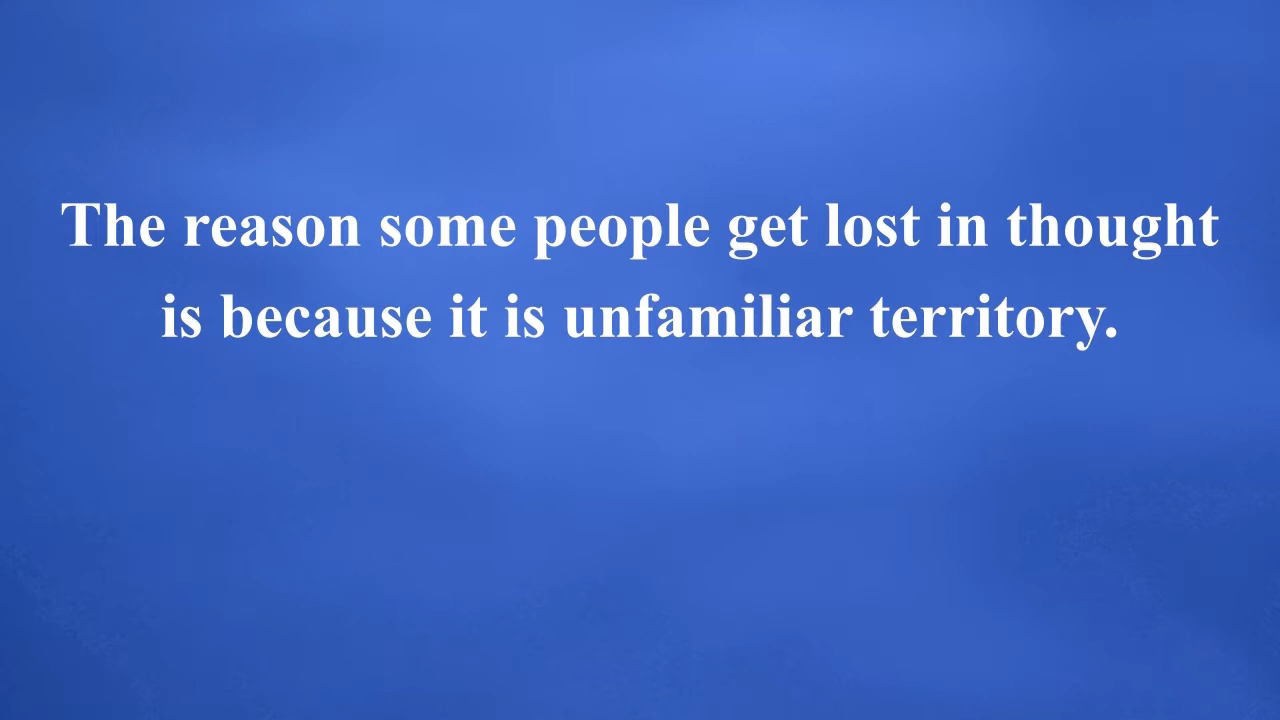 The reason some people get lost in thought
is because it is unfamiliar territory.